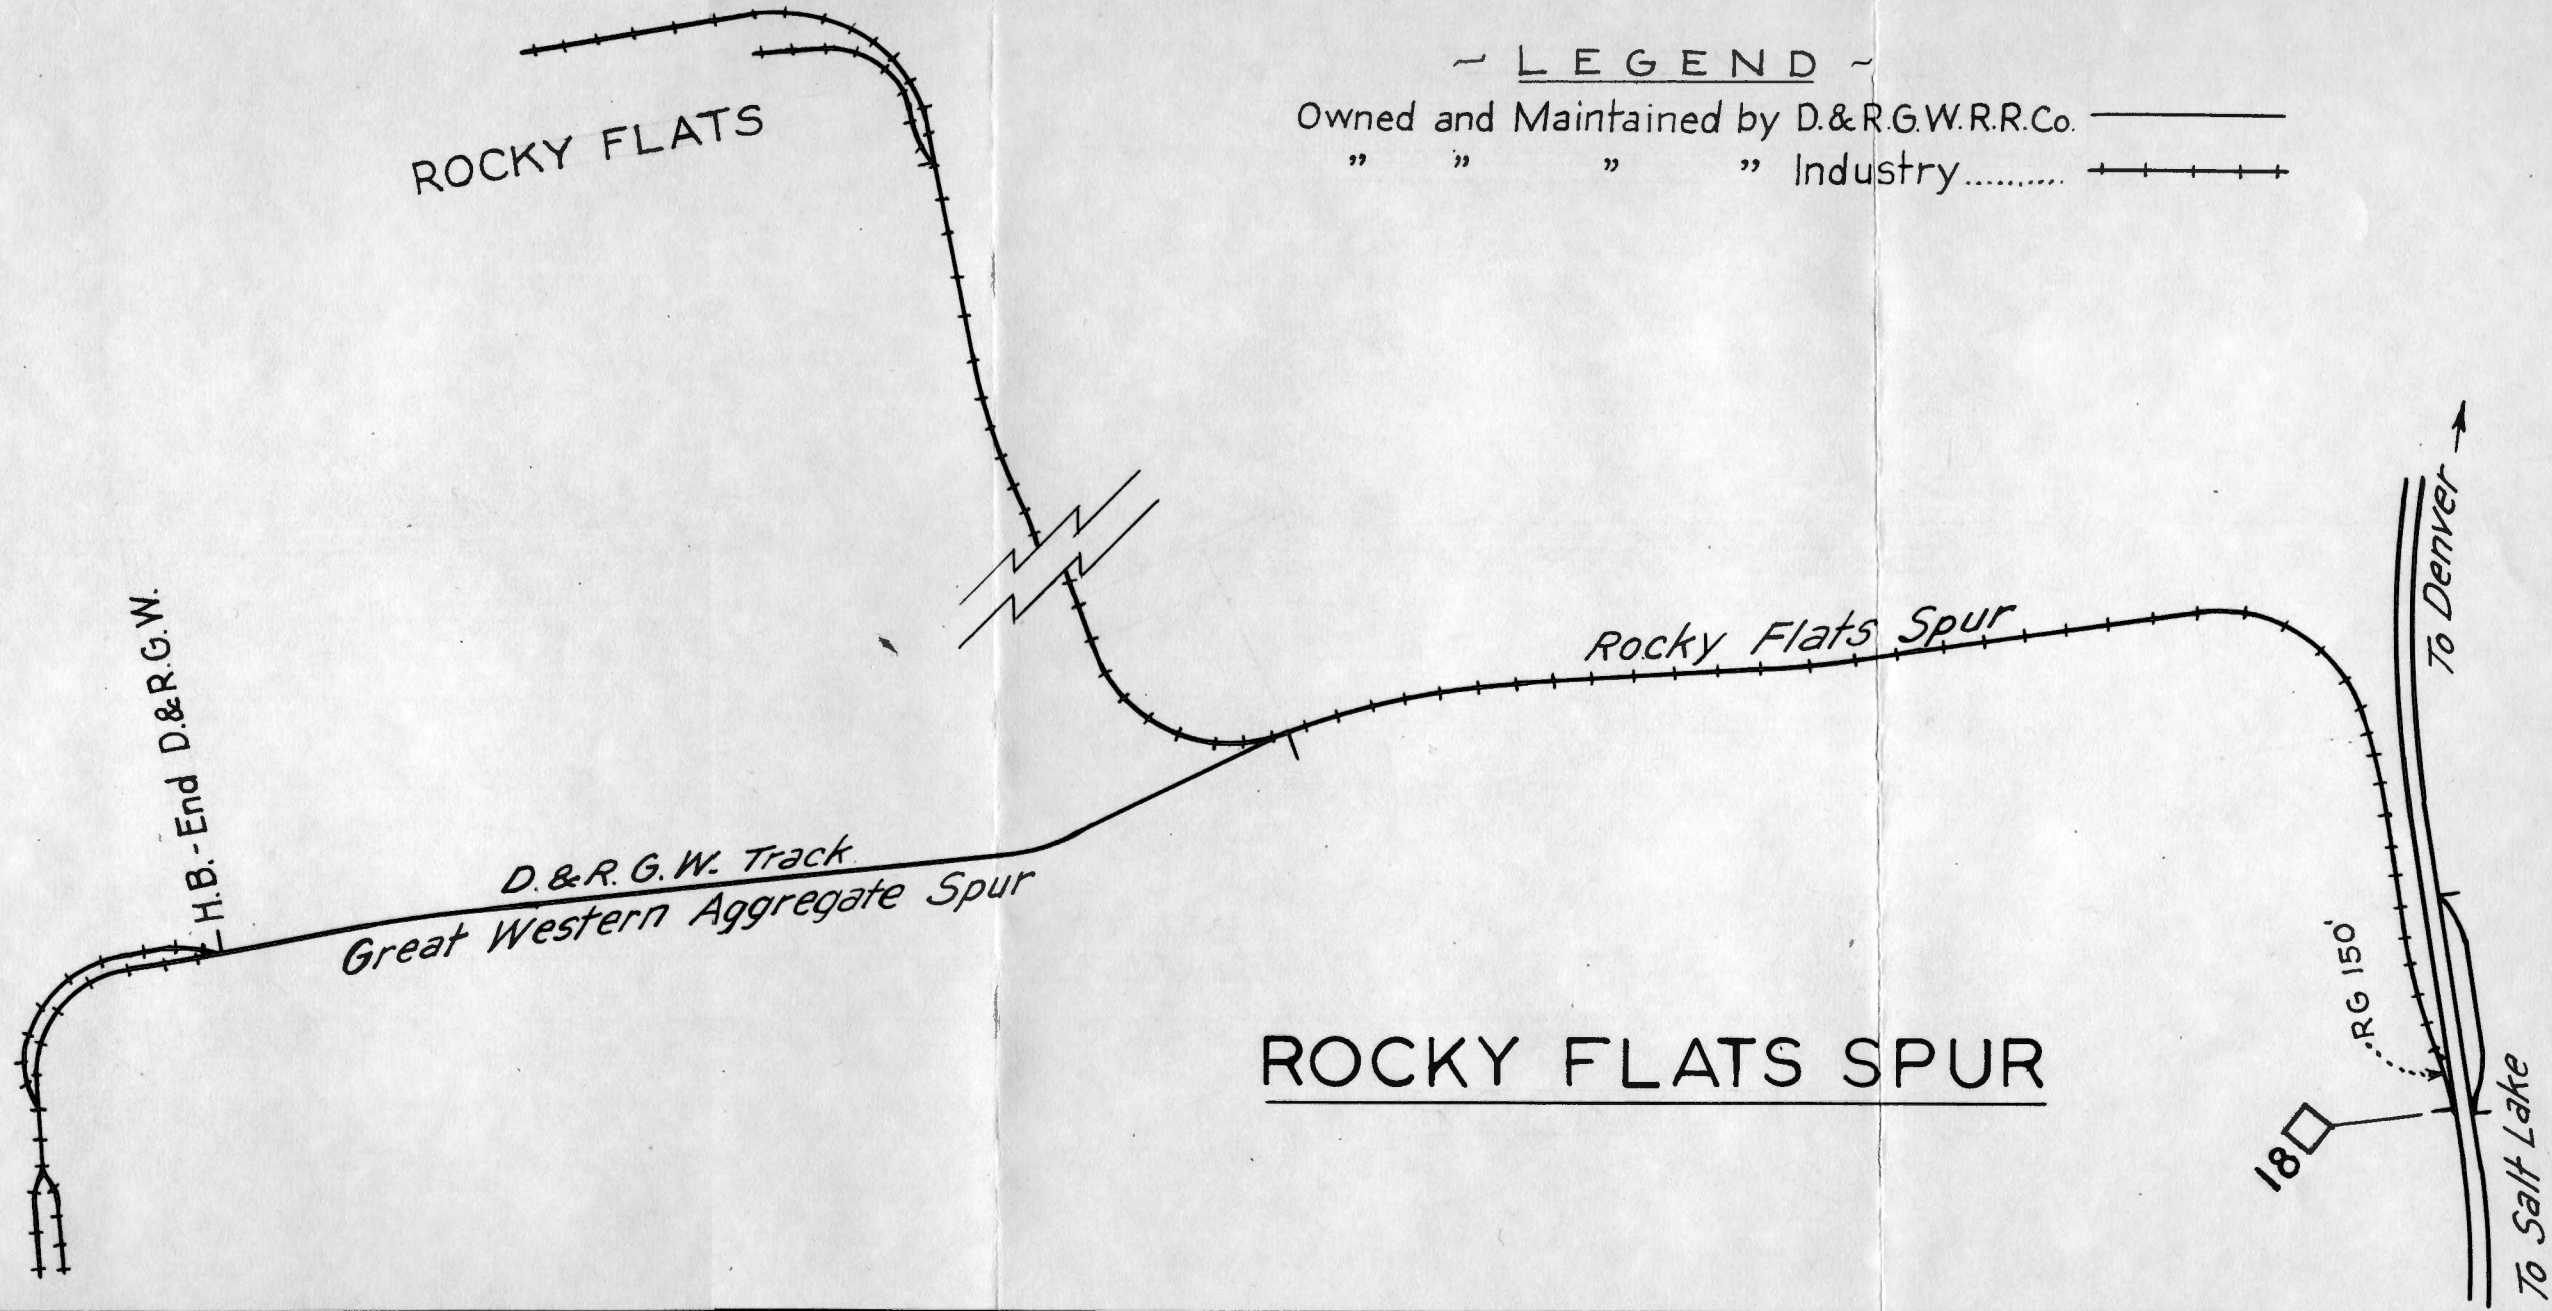 ~ LEGEND ~
Owned and Maintained by D.&R.G.W.R.R.Co.
" " " " Industry..........
ROCKY FLATS
To Denver
Rocky Flats Spur
H.B.-End D.&R.G.W.
D.&R.G.W. Track
Great Western Aggregate Spur
RG 150'
ROCKY FLATS SPUR
18
To Salt Lake